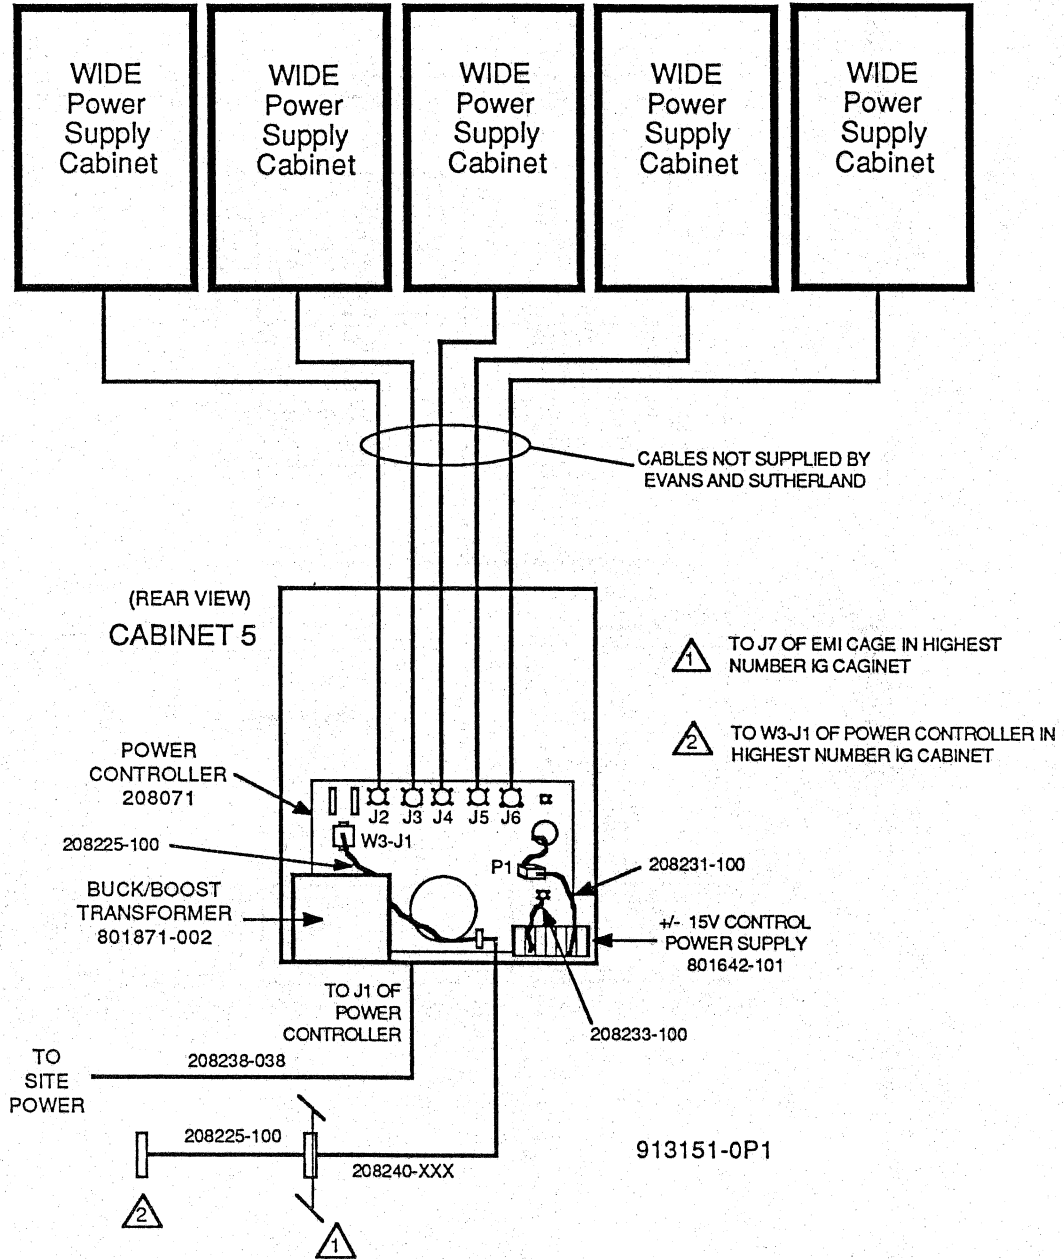 WIDE
Power
Supply
Cabinet
WIDE
Power
Supply
Cabinet
WIDE
Power
Supply
Cabinet
WIDE
Power
Supply
Cabinet
WIDE
Power
Supply
Cabinet
CABLES NOT SUPPLIED BY
EVANS AND SUTHERLAND
(REAR VIEW)
CABINET 5
1
TO J7 OF EMI CAGE IN HIGHEST
NUMBER IG CAGINET
2
TO W3-J1 OF POWER CONTROLLER IN
HIGHEST NUMBER IG CABINET
POWER
CONTROLLER
208071
J2 J3 J4 J5 J6
W3-J1
208225-100
P1
208231-100
BUCK/BOOST
TRANSFORMER
801871-002
+/- 15V CONTROL
POWER SUPPLY
801642-101
TO J1 OF
POWER
CONTROLLER
208233-100
TO
SITE
POWER
208238-038
208225-100
208240-XXX
913151-0P1
2
1